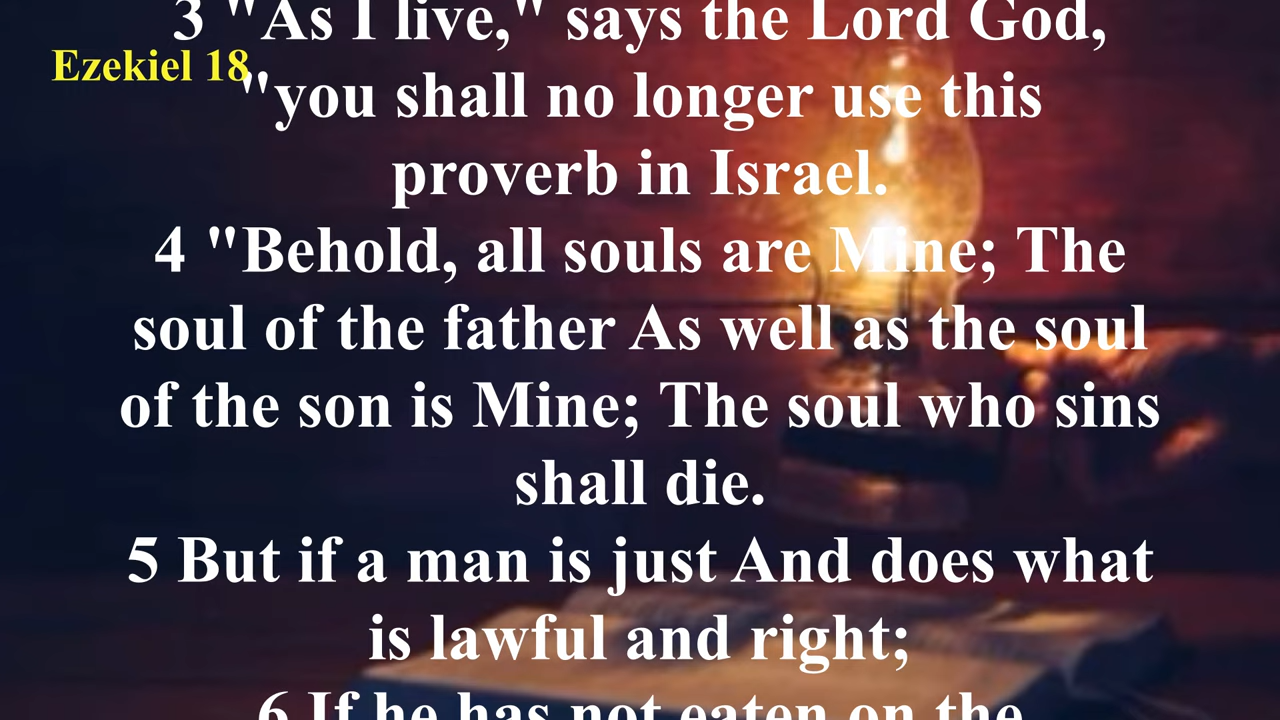 3 "As I live," says the Lord God,
Ezekiel 18
"you shall no longer use this
proverb in Israel.
4 "Behold, all souls are Mine; The
soul of the father As well as the soul
of the son is Mine; The soul who sins
shall die.
5 But if a man is just And does what
is lawful and right;
6 If he has not eaten on the